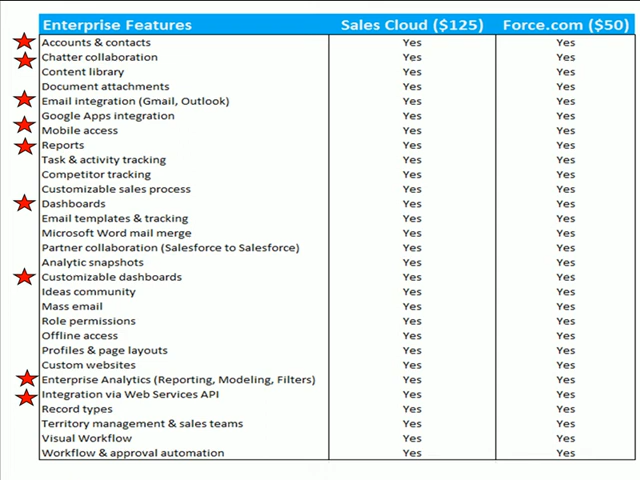 Enterprise Features Sales Cloud ($125) Force.com ($50)
Accounts & contacts Yes Yes
Chatter collaboration Yes Yes
Content library Yes Yes
Document attachments Yes Yes
Email integration (Gmail, Outlook) Yes Yes
Google Apps integration Yes Yes
Mobile access Yes Yes
Reports Yes Yes
Task & activity tracking Yes Yes
Competitor tracking Yes Yes
Customizable sales process Yes Yes
Dashboards Yes Yes
Email templates & tracking Yes Yes
Microsoft Word mail merge Yes Yes
Partner collaboration (Salesforce to Salesforce) Yes Yes
Analytic snapshots Yes Yes
Customizable dashboards Yes Yes
Ideas community Yes Yes
Mass email Yes Yes
Role permissions Yes Yes
Offline access Yes Yes
Profiles & page layouts Yes Yes
Custom websites Yes Yes
Enterprise Analytics (Reporting, Modeling, Filters) Yes Yes
Integration via Web Services API Yes Yes
Record types Yes Yes
Territory management & sales teams Yes Yes
Visual Workflow Yes Yes
Workflow & approval automation Yes Yes